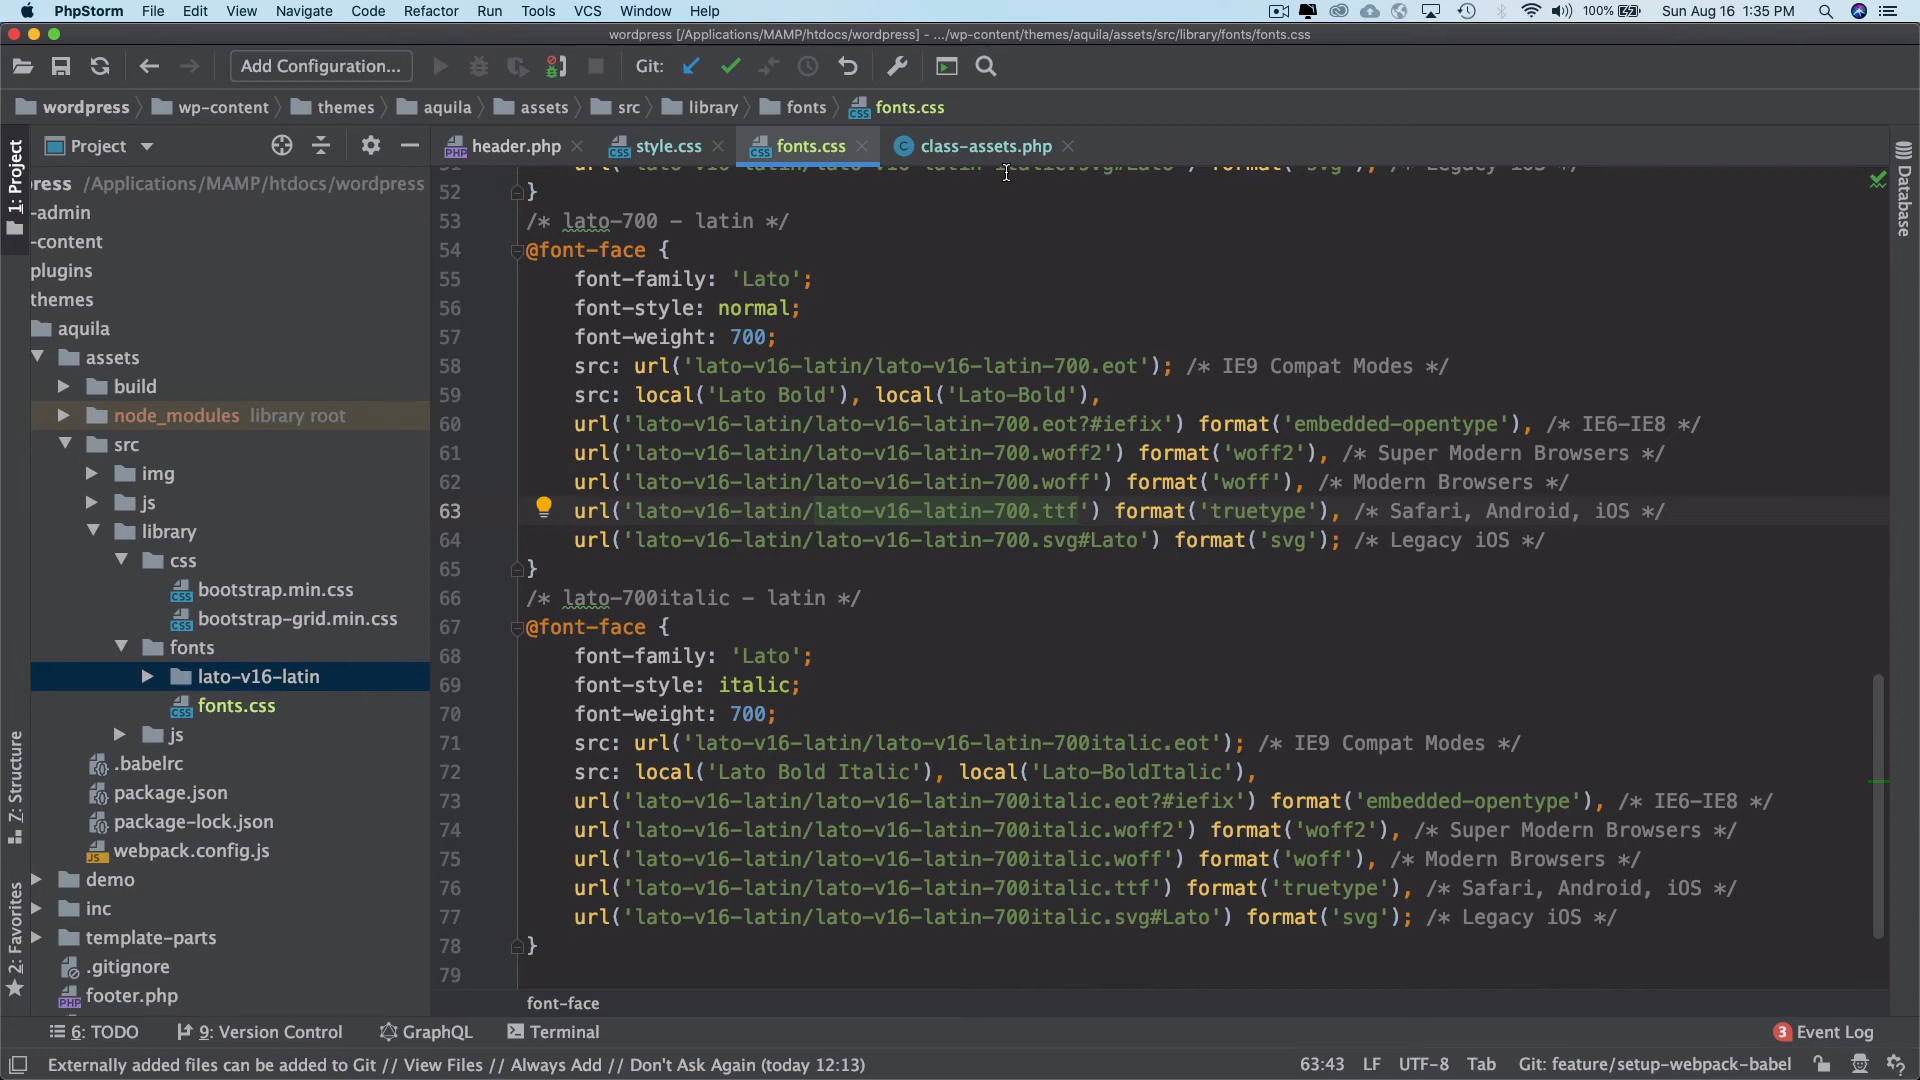 PhpStorm File Edit View Navigate Code Refactor Run Tools VCS Window Help 100% Sun Aug 16 1:35 PM
wordpress [/Applications/MAMP/htdocs/wordpress] - .../wp-content/themes/aquila/assets/src/library/fonts/fonts.css
Add Configuration... Git:
wordpress wp-content themes aquila assets src library fonts fonts.css
Project
header.php style.css fonts.css class-assets.php
1: Project
Z: Structure
2: Favorites
Database
press /Applications/MAMP/htdocs/wordpress
-admin
-content
plugins
themes
aquila
assets
build
node_modules library root
src
img
js
library
css
bootstrap.min.css
bootstrap-grid.min.css
fonts
lato-v16-latin
fonts.css
js
.babelrc
package.json
package-lock.json
webpack.config.js
demo
inc
template-parts
.gitignore
footer.php
52 }
53 /* lato-700 - latin */
54 @font-face {
55 font-family: 'Lato';
56 font-style: normal;
57 font-weight: 700;
58 src: url('lato-v16-latin/lato-v16-latin-700.eot'); /* IE9 Compat Modes */
59 src: local('Lato Bold'), local('Lato-Bold'),
60 url('lato-v16-latin/lato-v16-latin-700.eot?#iefix') format('embedded-opentype'), /* IE6-IE8 */
61 url('lato-v16-latin/lato-v16-latin-700.woff2') format('woff2'), /* Super Modern Browsers */
62 url('lato-v16-latin/lato-v16-latin-700.woff') format('woff'), /* Modern Browsers */
63 url('lato-v16-latin/lato-v16-latin-700.ttf') format('truetype'), /* Safari, Android, iOS */
64 url('lato-v16-latin/lato-v16-latin-700.svg#Lato') format('svg'); /* Legacy iOS */
65 }
66 /* lato-700italic - latin */
67 @font-face {
68 font-family: 'Lato';
69 font-style: italic;
70 font-weight: 700;
71 src: url('lato-v16-latin/lato-v16-latin-700italic.eot'); /* IE9 Compat Modes */
72 src: local('Lato Bold Italic'), local('Lato-BoldItalic'),
73 url('lato-v16-latin/lato-v16-latin-700italic.eot?#iefix') format('embedded-opentype'), /* IE6-IE8 */
74 url('lato-v16-latin/lato-v16-latin-700italic.woff2') format('woff2'), /* Super Modern Browsers */
75 url('lato-v16-latin/lato-v16-latin-700italic.woff') format('woff'), /* Modern Browsers */
76 url('lato-v16-latin/lato-v16-latin-700italic.ttf') format('truetype'), /* Safari, Android, iOS */
77 url('lato-v16-latin/lato-v16-latin-700italic.svg#Lato') format('svg'); /* Legacy iOS */
78 }
79
font-face
6: TODO 9: Version Control GraphQL Terminal 3 Event Log
Externally added files can be added to Git // View Files // Always Add // Don't Ask Again (today 12:13) 63:43 LF UTF-8 Tab Git: feature/setup-webpack-babel